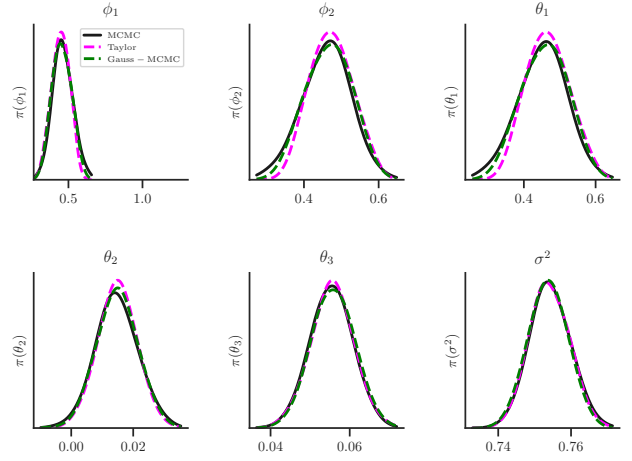 ϕ₁
ϕ₂
θ₁
MCMC
Taylor
Gauss − MCMC
π(ϕ₁)
π(ϕ₂)
π(θ₁)
0.5 1.0
0.4 0.6
0.4 0.6
θ₂
θ₃
σ²
π(θ₂)
π(θ₃)
π(σ²)
0.00 0.02
0.04 0.06
0.74 0.76